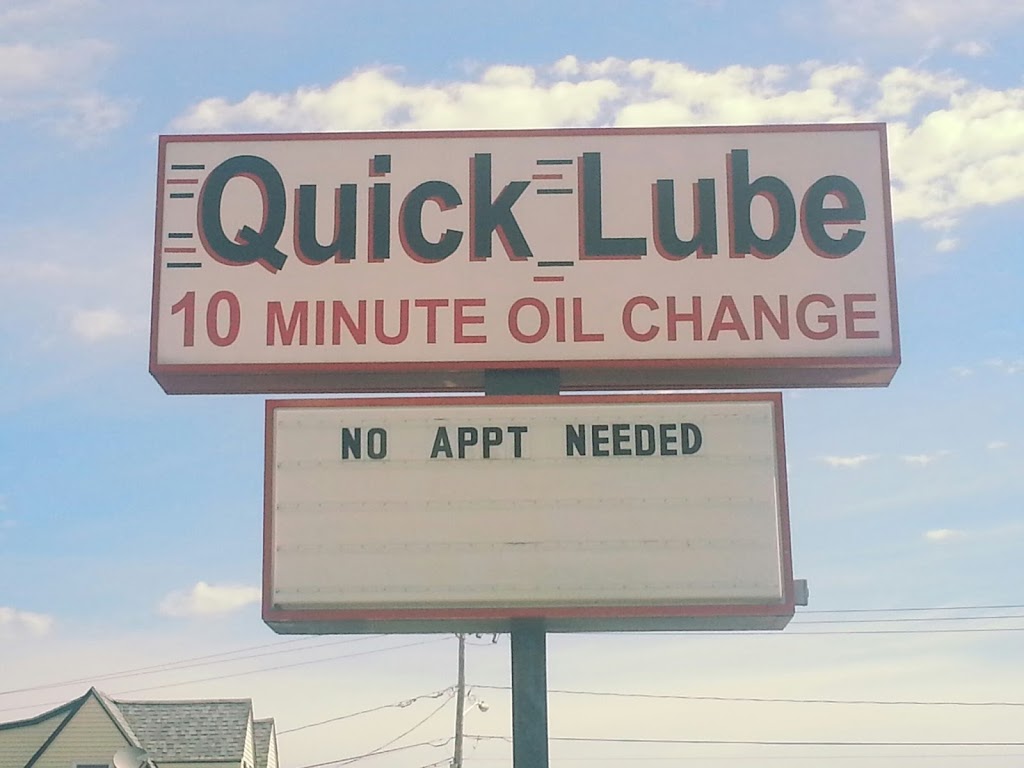 Quick Lube
10 MINUTE OIL CHANGE
NO APPT NEEDED